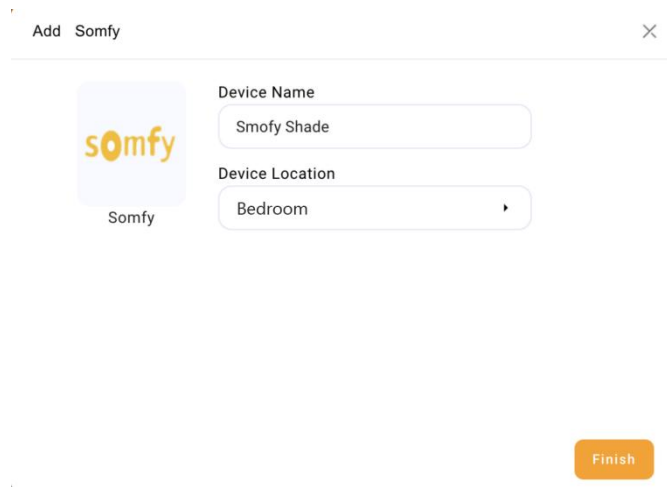 Add Somfy
Device Name
somfy
Smofy Shade
Device Location
Somfy
Bedroom
Finish